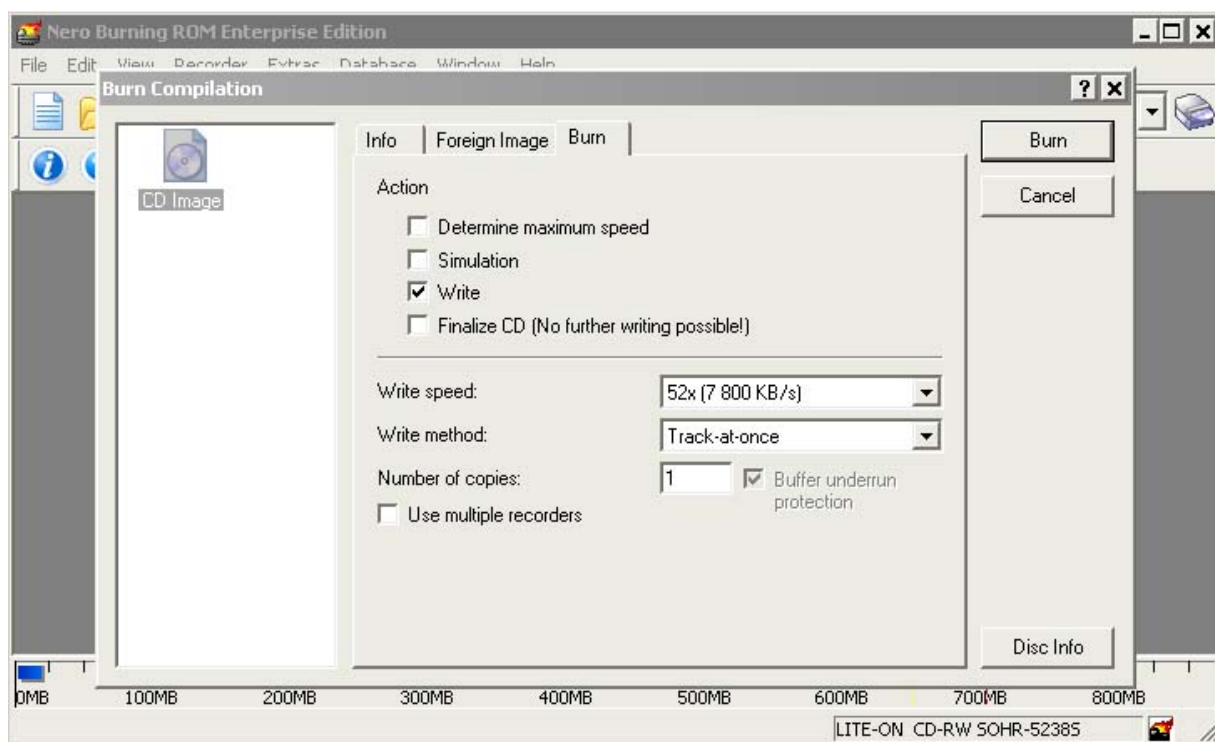 Nero Burning ROM Enterprise Edition
File Edit View Recorder Extras Database Window Help
Burn Compilation
CD Image
Info Foreign Image Burn
Burn
Cancel
Action
Determine maximum speed
Simulation
Write
Finalize CD (No further writing possible!)
Write speed: 52x (7 800 KB/s)
Write method: Track-at-once
Number of copies: 1 Buffer underrun
protection
Use multiple recorders
Disc Info
0MB 100MB 200MB 300MB 400MB 500MB 600MB 700MB 800MB
LITE-ON CD-RW SOHR-5238S